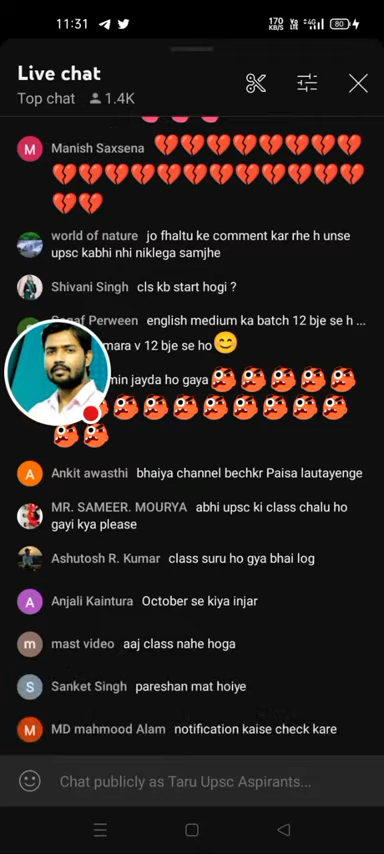 11:31
170 KB/S Vo LTE 4G 80
Live chat
Top chat 1.4K
M Manish Saxsena 💔💔💔💔💔💔💔💔
💔💔💔💔💔💔💔💔💔💔💔💔
💔💔
world of nature jo fhaltu ke comment kar rhe h unse
upsc kabhi nhi niklega samjhe
Shivani Singh cls kb start hogi ?
Perween english medium ka batch 12 bje se h ...
mara v 12 bje se ho😊
min jayda ho gaya
A Ankit awasthi bhaiya channel bechkr Paisa lautayenge
MR. SAMEER. MOURYA abhi upsc ki class chalu ho
gayi kya please
Ashutosh R. Kumar class suru ho gya bhai log
A Anjali Kaintura October se kiya injar
m mast video aaj class nahe hoga
S Sanket Singh pareshan mat hoiye
M MD mahmood Alam notification kaise check kare
Chat publicly as Taru Upsc Aspirants...